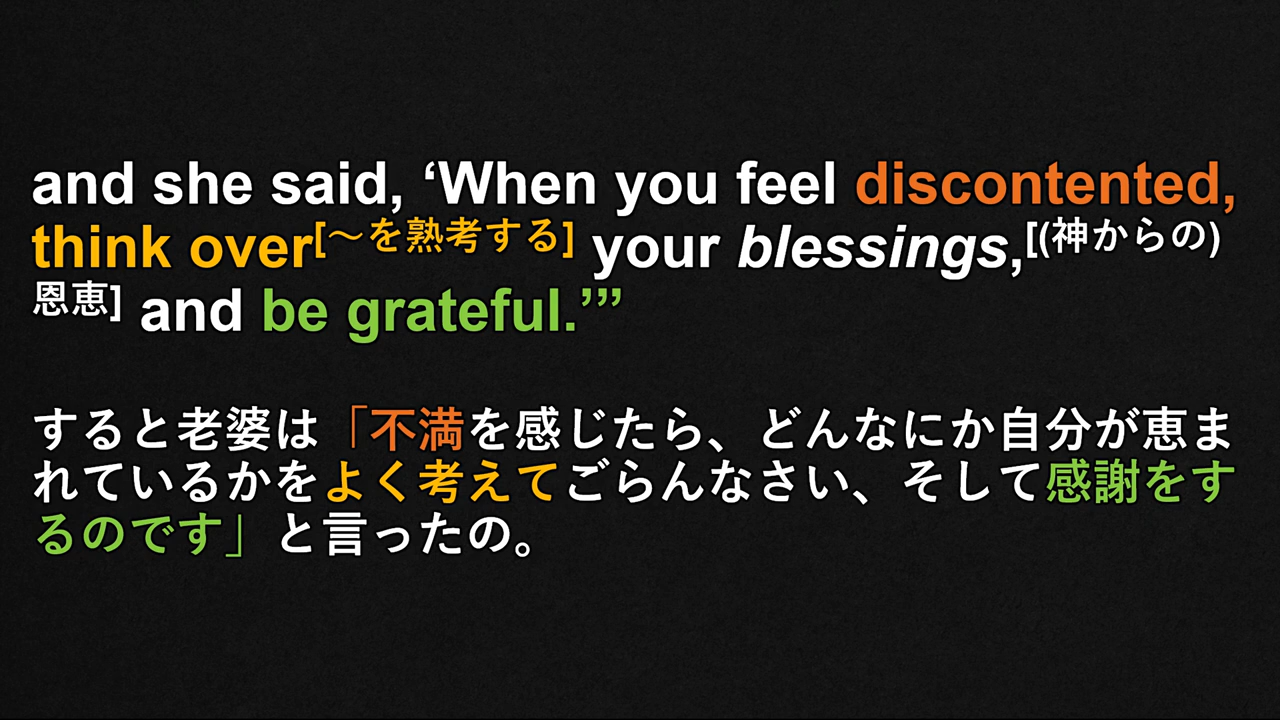 and she said, ‘When you feel discontented,
think over[～を熟考する] your blessings,[(神からの)
恩恵] and be grateful.’”
すると老婆は「不満を感じたら、どんなにか自分が恵ま
れているかをよく考えてごらんなさい、そして感謝をす
るのです」と言ったの。